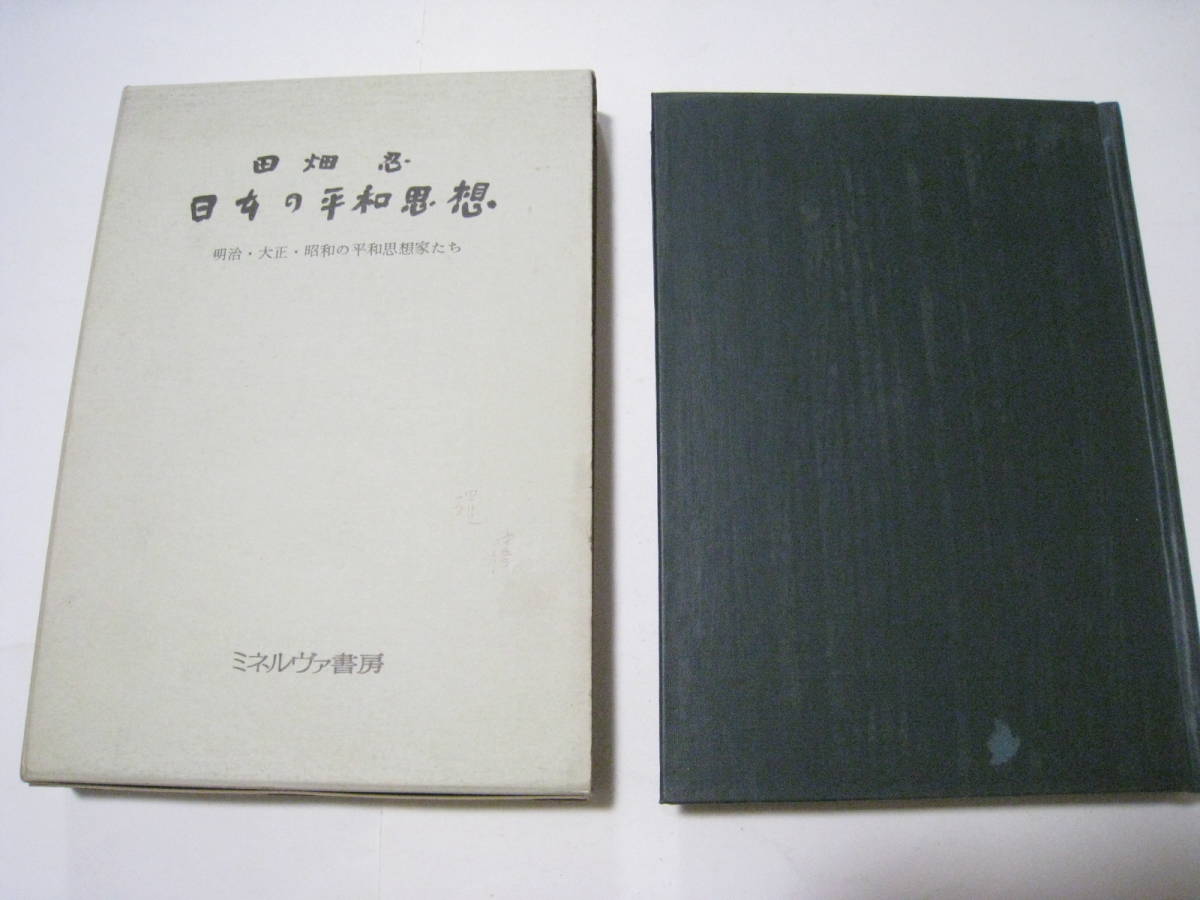 田畑 忍
日本の平和思想
明治・大正・昭和の平和思想家たち
ミネルヴァ書房